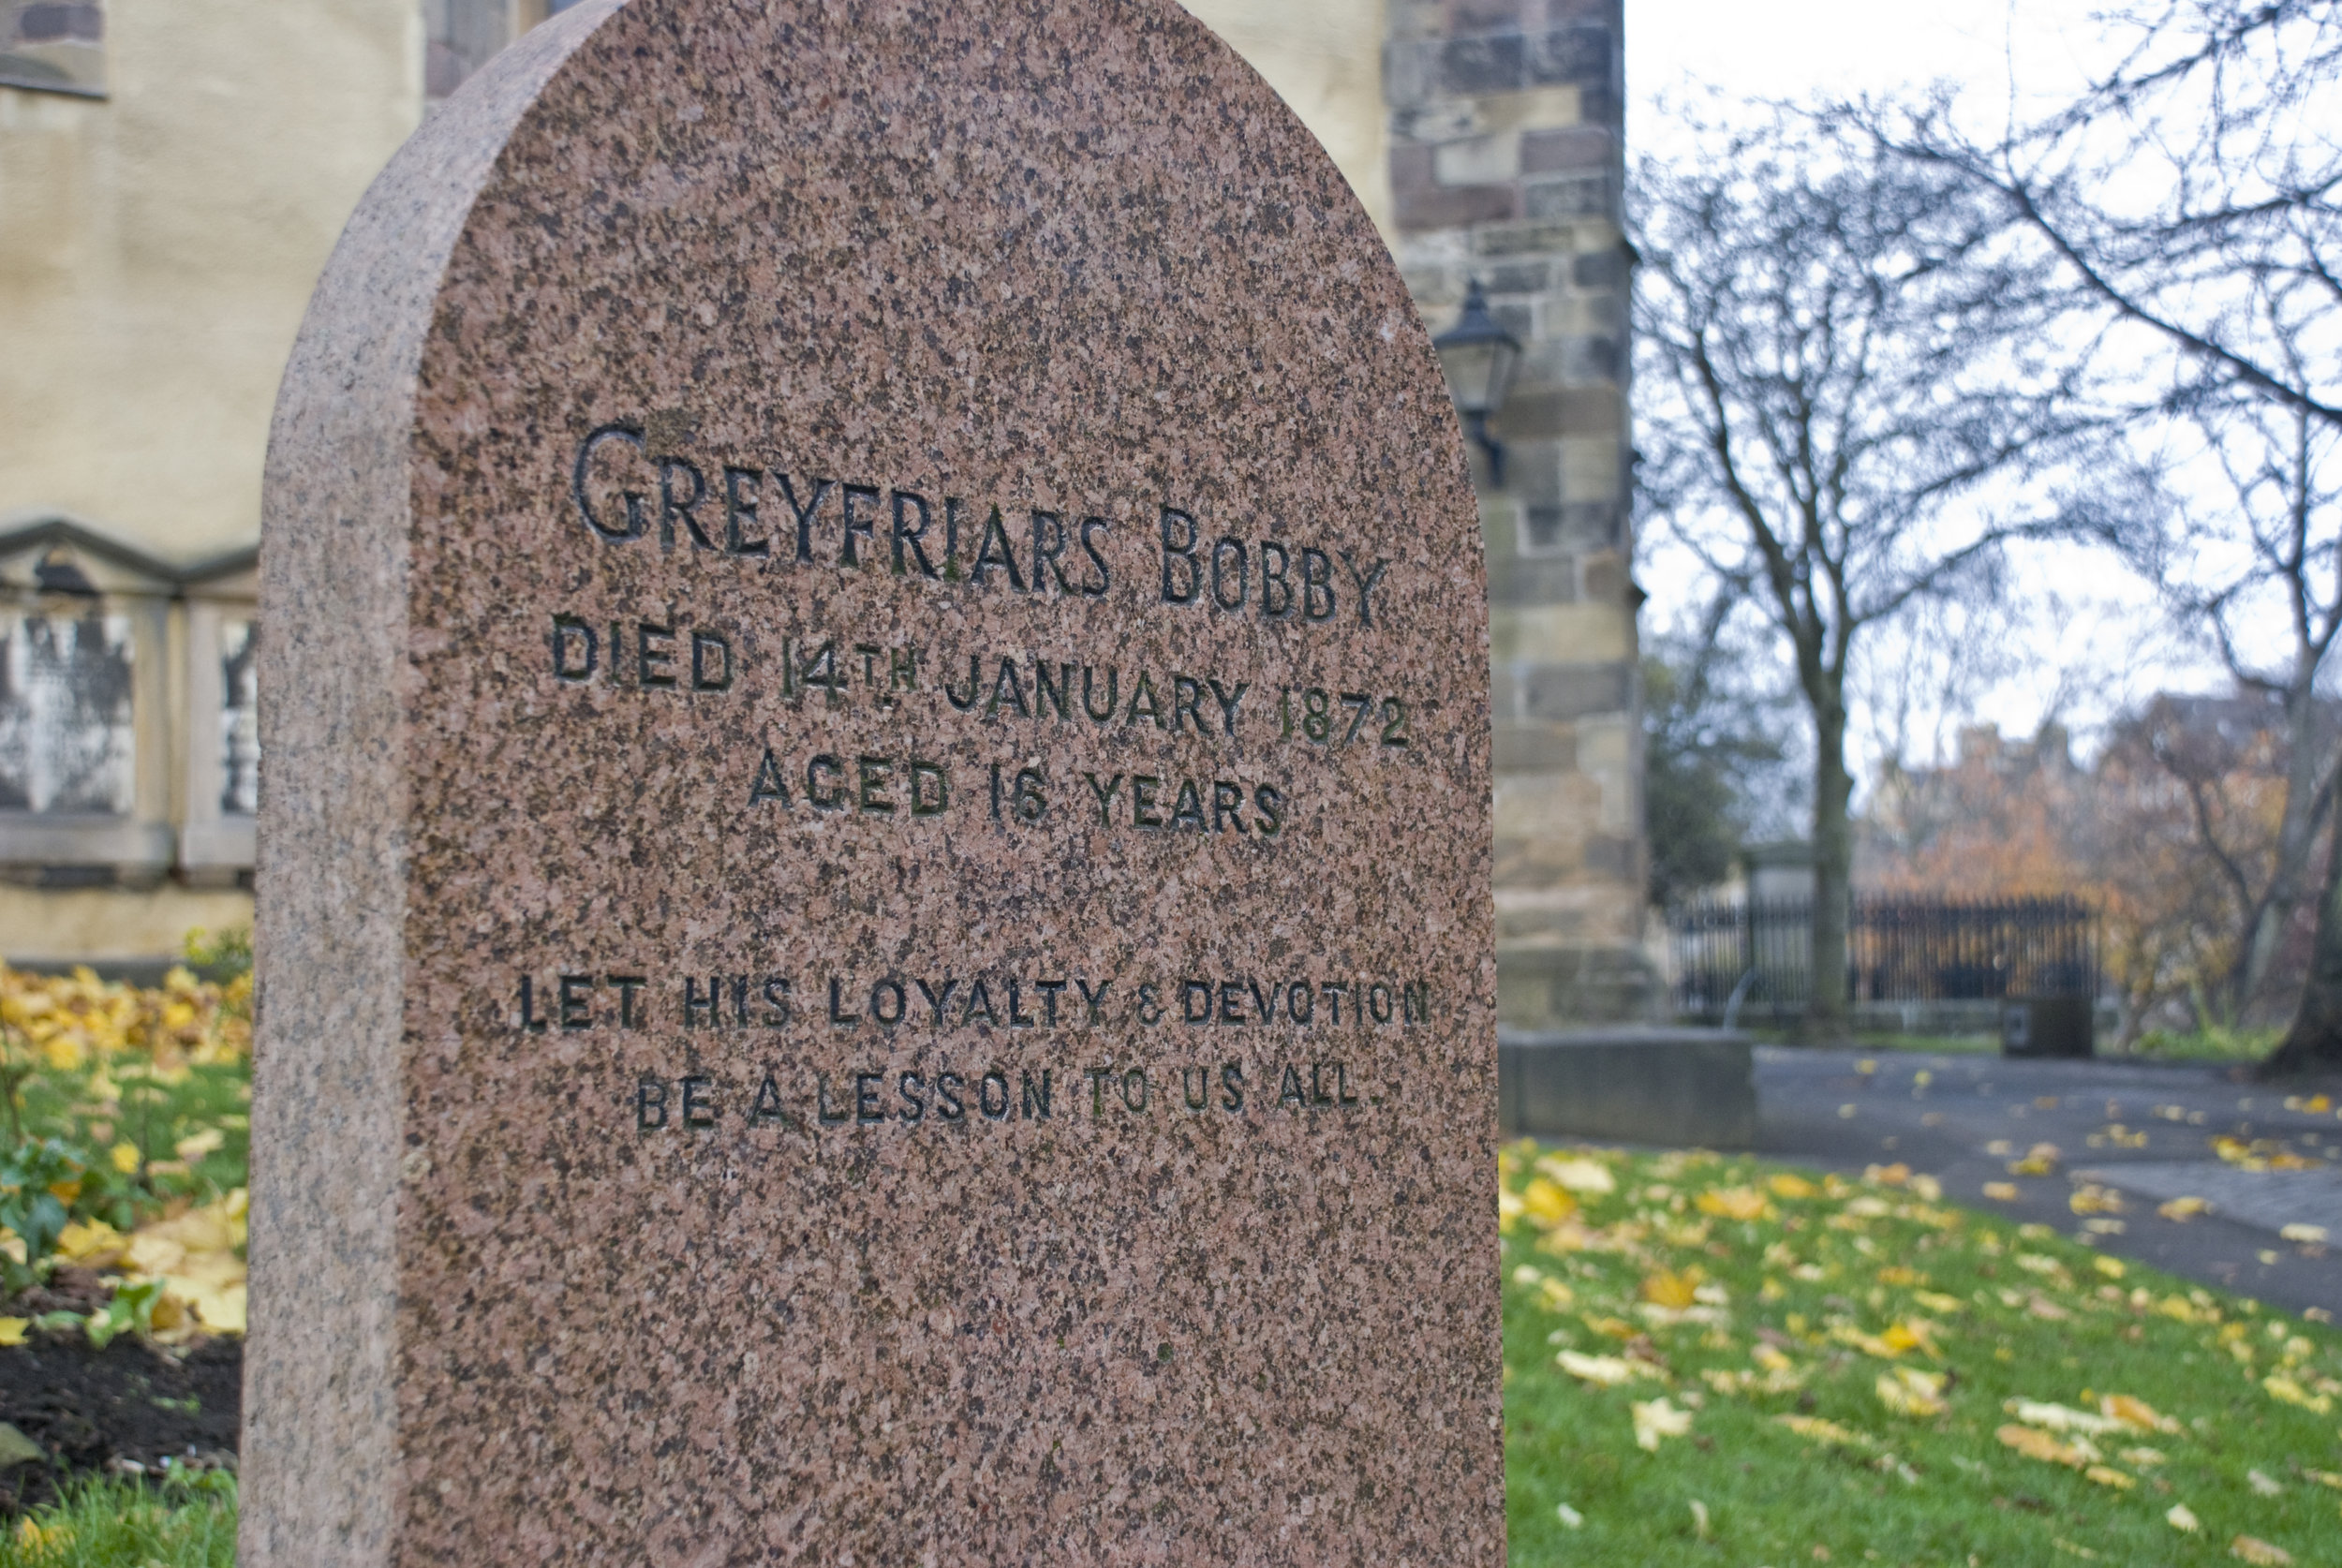 GREYFRIARS BOBBY
DIED 14TH JANUARY 1872
AGED 16 YEARS
LET HIS LOYALTY & DEVOTION
BE A LESSON TO US ALL.